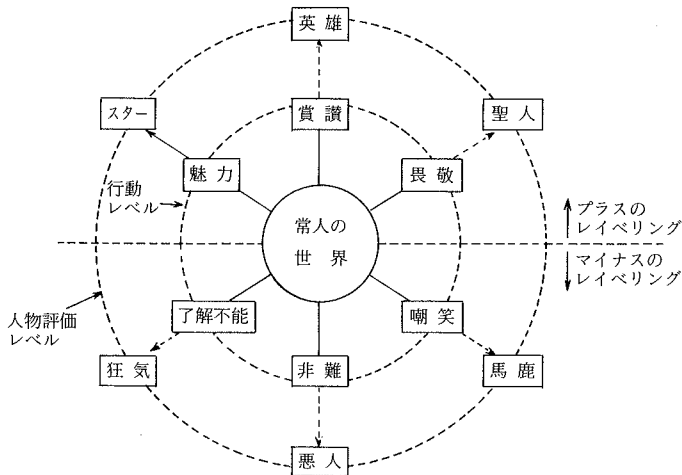 英雄
スター
賞讃
聖人
魅力
畏敬
行動
レベル
常人の
世界
プラスの
レイベリング
マイナスの
レイベリング
人物評価
レベル
了解不能
嘲笑
狂気
非難
馬鹿
悪人